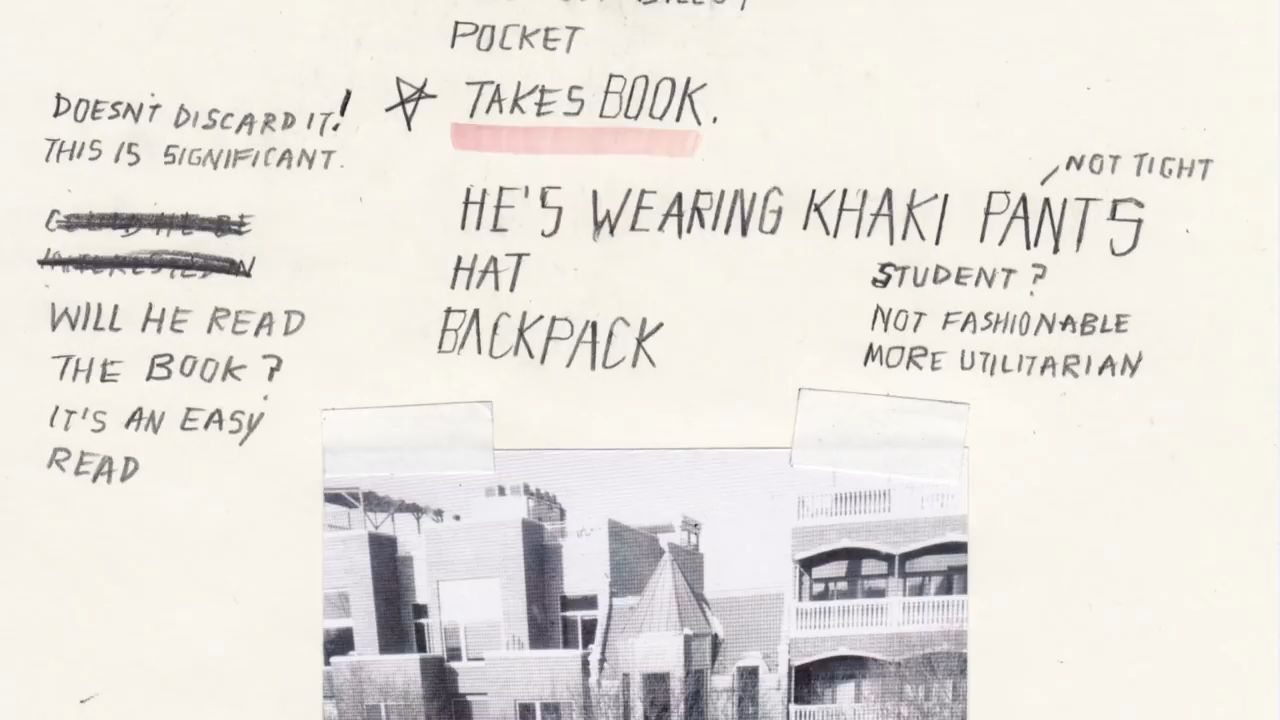 POCKET
TAKES BOOK.
DOESN'T DISCARD IT!
THIS IS SIGNIFICANT.
NOT TIGHT
HE'S WEARING KHAKI PANTS
HAT
BACKPACK
STUDENT?
NOT FASHIONABLE
MORE UTILITARIAN
WILL HE READ
THE BOOK?
IT'S AN EASY
READ